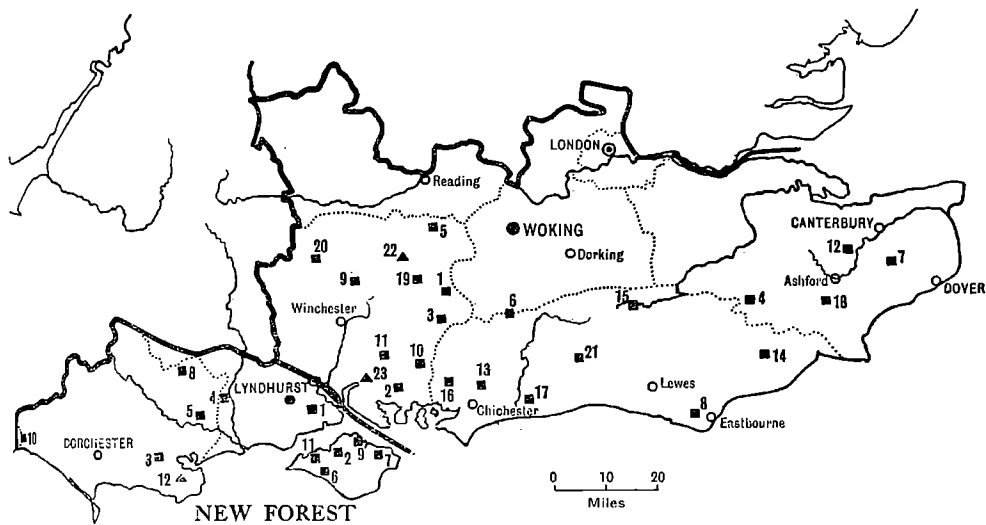 LONDON
Reading
5
WOKING
CANTERBURY
12
7
20
22
Dorking
9
19
1
Ashford
DOVER
Winchester
3
6
15
4
18
11
10
21
14
8
23
13
LYNDHURST
2
16
Lewes
4
1
17
Chichester
8
5
Eastbourne
10
DORCHESTER
3
11
2
9
7
12
6
0 10 20
Miles
NEW FOREST